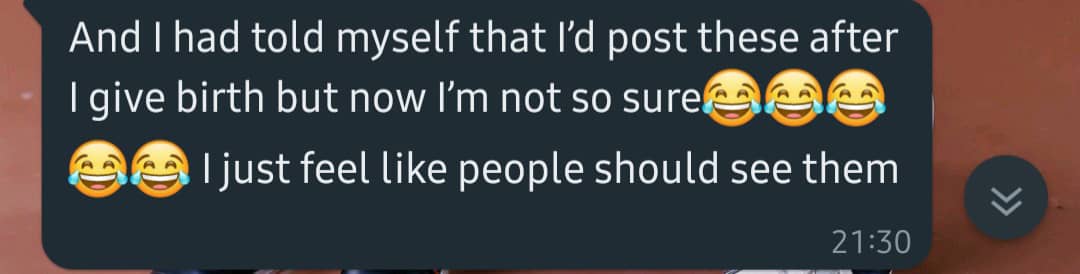 And I had told myself that I’d post these after
I give birth but now I’m not so sure😂😂😂
😂😂 I just feel like people should see them
21:30